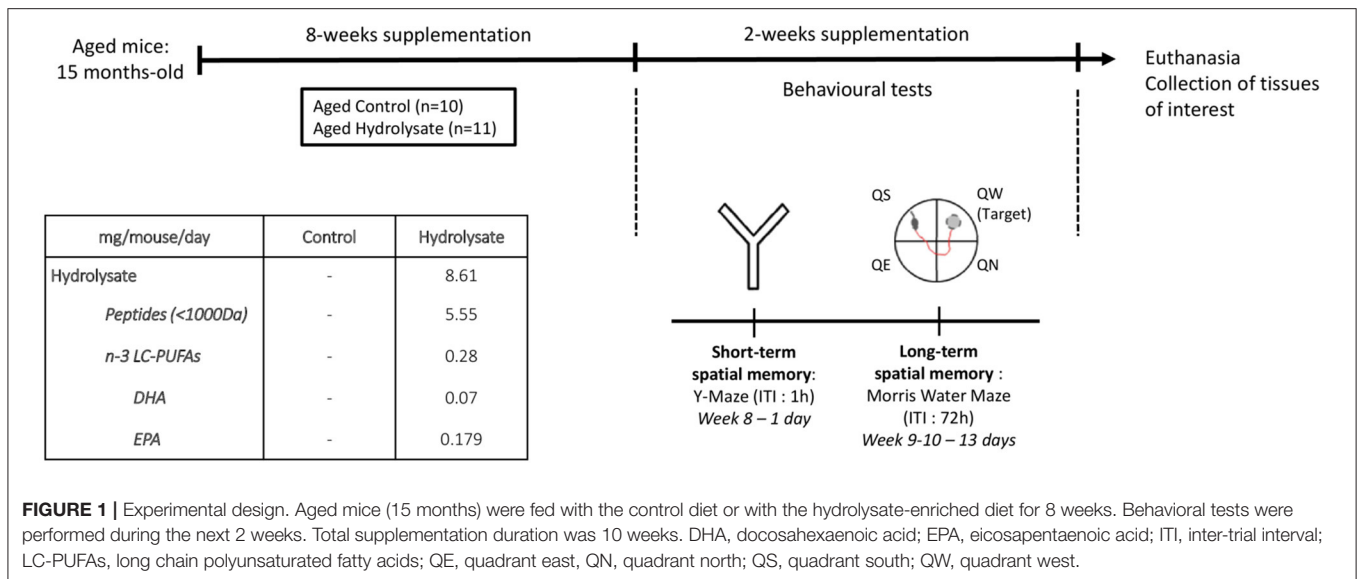 Aged mice:
15 months-old
8-weeks supplementation
2-weeks supplementation
Euthanasia
Collection of tissues
of interest
Aged Control (n=10)
Aged Hydrolysate (n=11)
Behavioural tests
mg/mouse/day Control Hydrolysate
Hydrolysate - 8.61
Peptides (<1000Da) - 5.55
n-3 LC-PUFAs - 0.28
DHA - 0.07
EPA - 0.179
QS
QW
(Target)
QE
QN
Short-term
spatial memory:
Y-Maze (ITI : 1h)
Week 8 – 1 day
Long-term
spatial memory :
Morris Water Maze
(ITI : 72h)
Week 9-10 – 13 days
FIGURE 1 | Experimental design. Aged mice (15 months) were fed with the control diet or with the hydrolysate-enriched diet for 8 weeks. Behavioral tests were
performed during the next 2 weeks. Total supplementation duration was 10 weeks. DHA, docosahexaenoic acid; EPA, eicosapentaenoic acid; ITI, inter-trial interval;
LC-PUFAs, long chain polyunsaturated fatty acids; QE, quadrant east, QN, quadrant north; QS, quadrant south; QW, quadrant west.